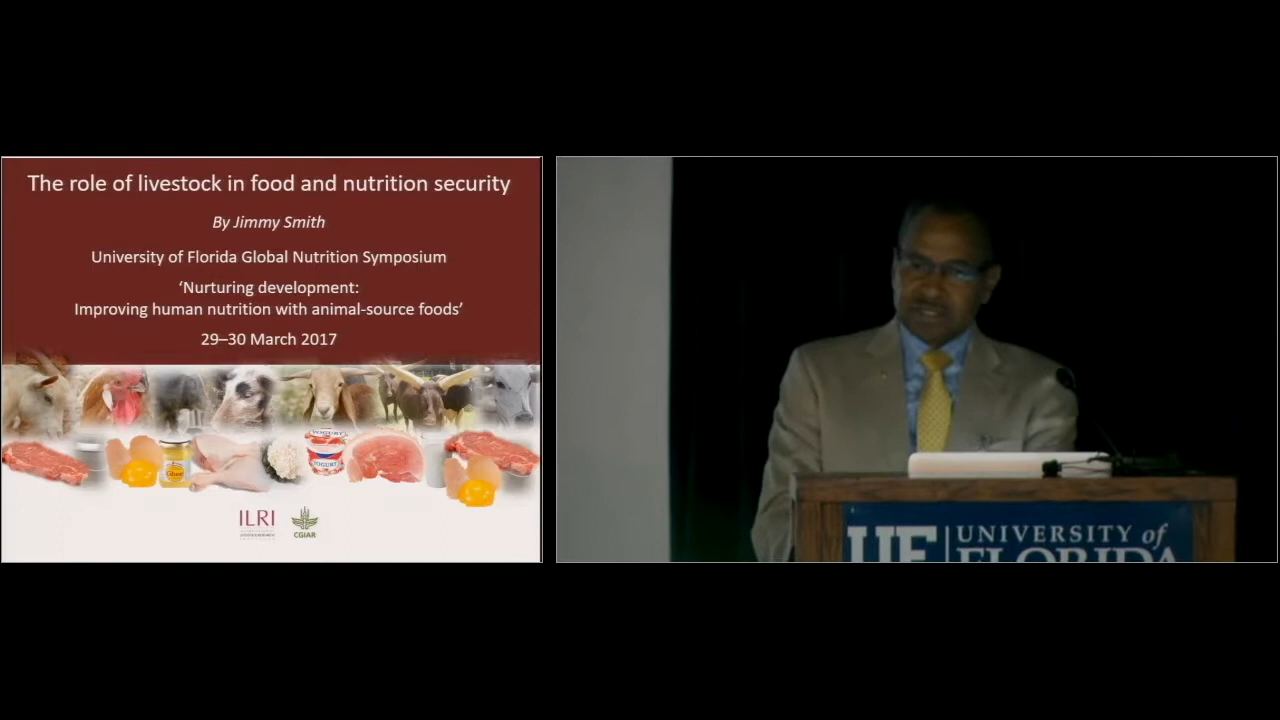 The role of livestock in food and nutrition security
By Jimmy Smith
University of Florida Global Nutrition Symposium
‘Nurturing development:
Improving human nutrition with animal-source foods’
29–30 March 2017
Ghee
YOGURT
YOGURT
ILRI
CGIAR
UF UNIVERSITY of
FLORIDA